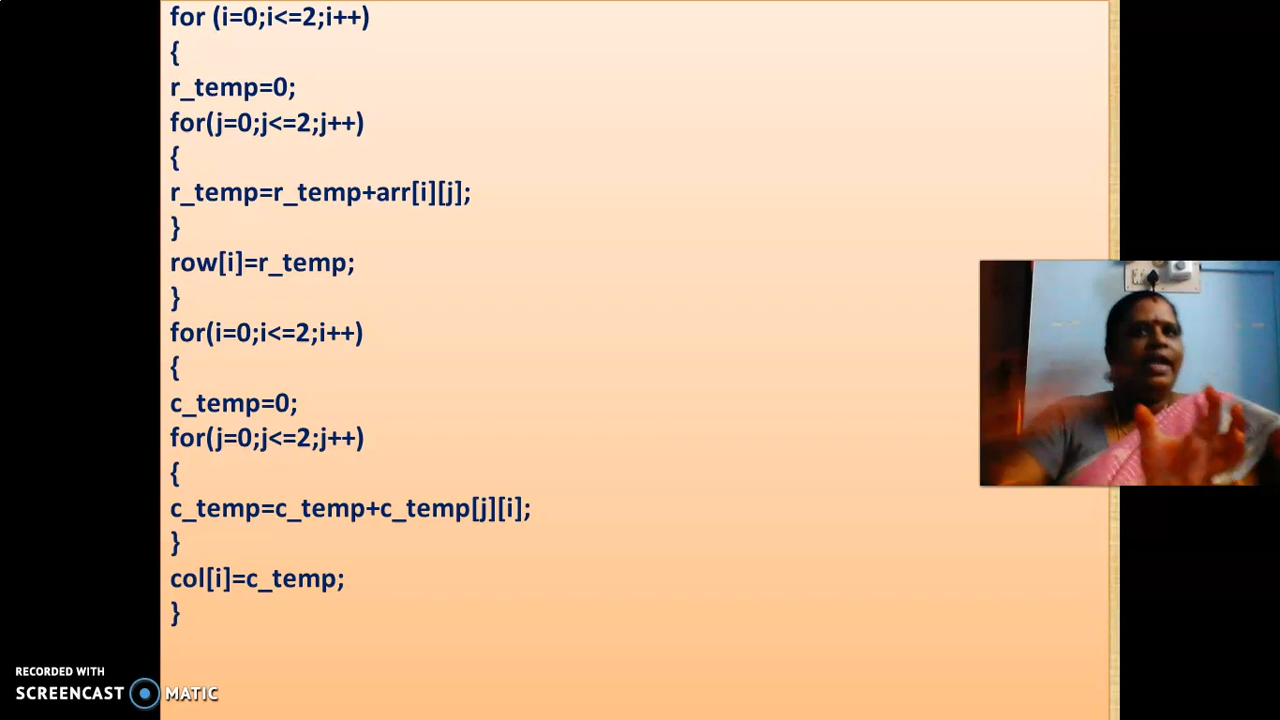 for (i=0;i<=2;i++)
{
r_temp=0;
for(j=0;j<=2;j++)
{
r_temp=r_temp+arr[i][j];
}
row[i]=r_temp;
}
for(i=0;i<=2;i++)
{
c_temp=0;
for(j=0;j<=2;j++)
{
c_temp=c_temp+c_temp[j][i];
}
col[i]=c_temp;
}
RECORDED WITH
SCREENCAST MATIC